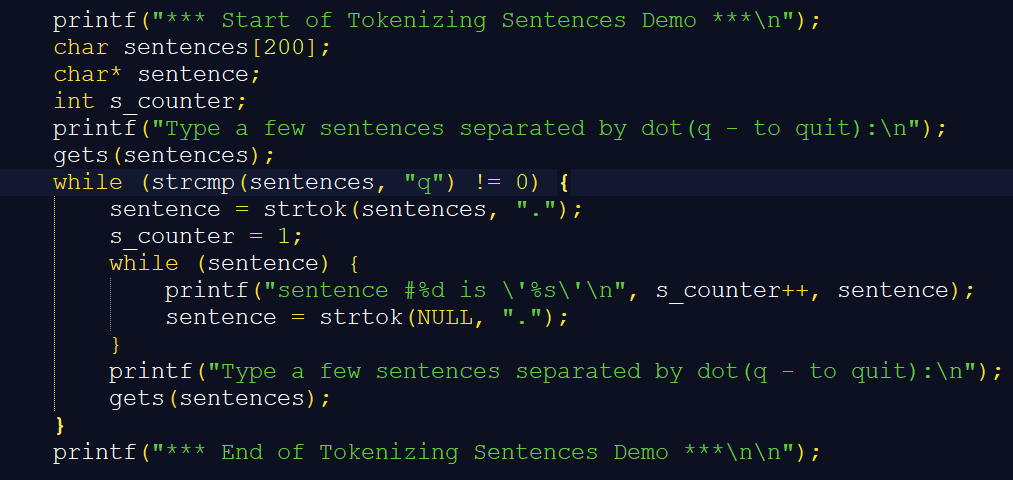 printf("*** Start of Tokenizing Sentences Demo ***\n");
char sentences[200];
char* sentence;
int s_counter;
printf("Type a few sentences separated by dot(q - to quit):\n");
gets(sentences);
while (strcmp(sentences, "q") != 0) {
sentence = strtok(sentences, ".");
s_counter = 1;
while (sentence) {
printf("sentence #%d is \'%s\'\n", s_counter++, sentence);
sentence = strtok(NULL, ".");
}
printf("Type a few sentences separated by dot(q - to quit):\n");
gets(sentences);
}
printf("*** End of Tokenizing Sentences Demo ***\n\n");